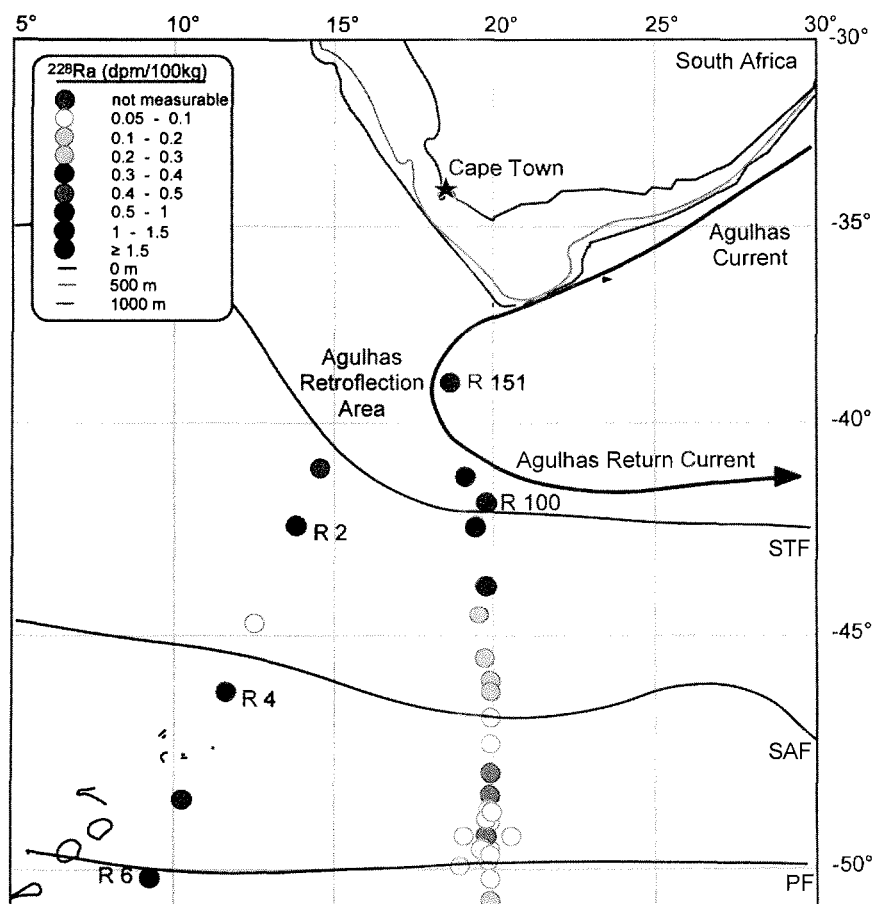 5° 10° 15° 20° 25° 30°
-30°
²²⁸Ra (dpm/100kg)
not measurable
0.05 - 0.1
0.1 - 0.2
0.2 - 0.3
0.3 - 0.4
0.4 - 0.5
0.5 - 1
1 - 1.5
≥ 1.5
0 m
500 m
1000 m
South Africa
Cape Town
-35°
Agulhas
Current
Agulhas
Retroflection
Area
R 151
-40°
Agulhas Return Current
R 100
R 2
STF
-45°
R 4
SAF
R 6
-50°
PF